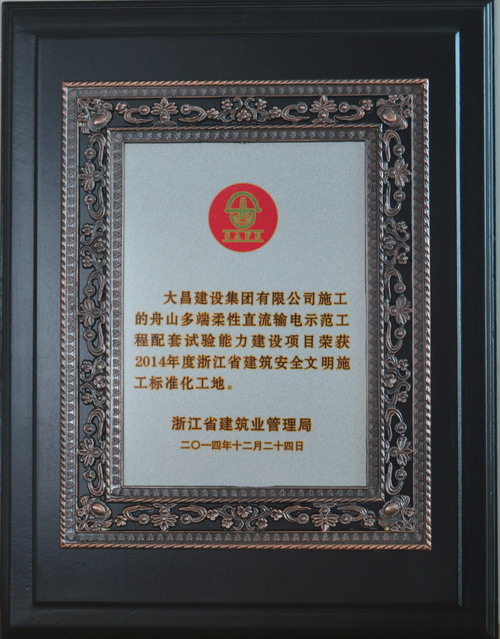 大昌建设集团有限公司施工
的舟山多端柔性直流输电示范工
程配套试验能力建设项目荣获
2014年度浙江省建筑安全文明施
工标准化工地。
浙江省建筑业管理局
二〇一四年十二月二十四日